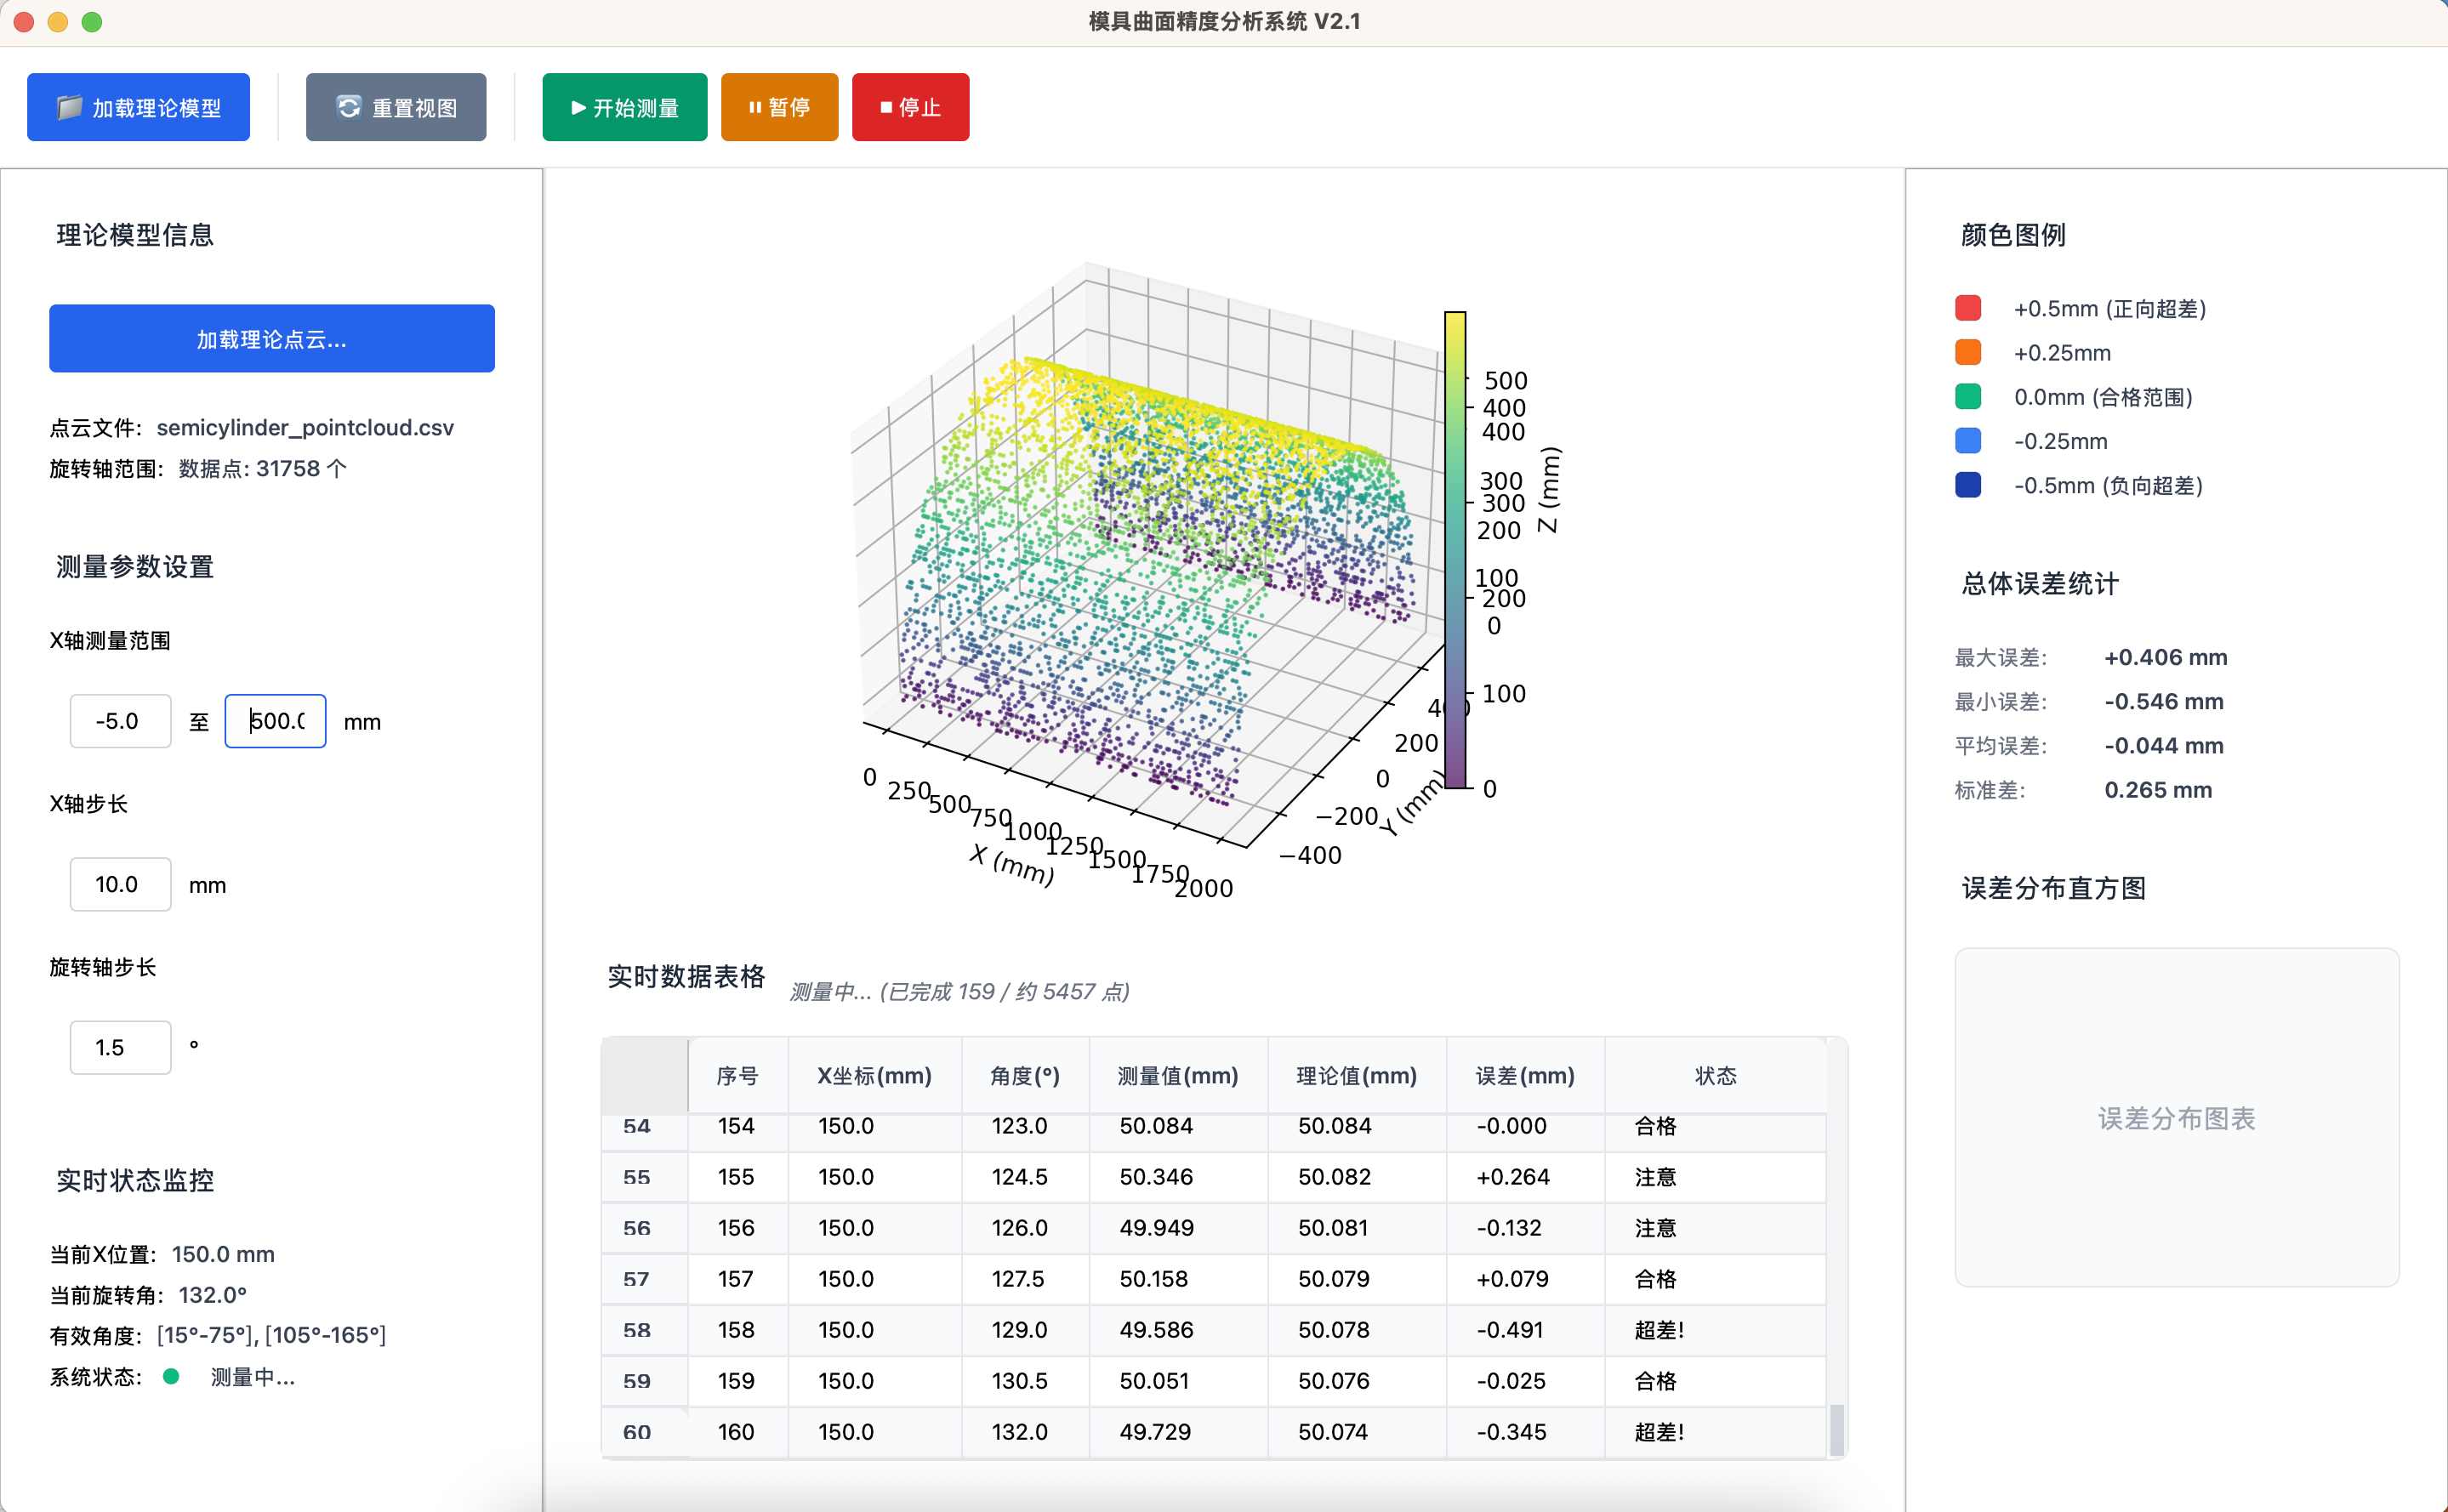 模具曲面精度分析系统 V2.1
加载理论模型
重置视图
开始测量
暂停
停止
理论模型信息
加载理论点云...
点云文件: semicylinder_pointcloud.csv
旋转轴范围: 数据点: 31758 个
测量参数设置
X轴测量范围
-5.0 至 500.0 mm
X轴步长
10.0 mm
旋转轴步长
1.5 °
实时状态监控
当前X位置: 150.0 mm
当前旋转角: 132.0°
有效角度: [15°-75°], [105°-165°]
系统状态: 测量中...
500
400
300
200
100
0
Z (mm)
400
300
200
100
0
0
250
500
750
1000
1250
1500
1750
2000
X (mm)
400
200
0
−200
−400
Y (mm)
实时数据表格 测量中... (已完成 159 / 约 5457 点)
序号 X坐标(mm) 角度(°) 测量值(mm) 理论值(mm) 误差(mm) 状态
54 154 150.0 123.0 50.084 50.084 -0.000 合格
55 155 150.0 124.5 50.346 50.082 +0.264 注意
56 156 150.0 126.0 49.949 50.081 -0.132 注意
57 157 150.0 127.5 50.158 50.079 +0.079 合格
58 158 150.0 129.0 49.586 50.078 -0.491 超差!
59 159 150.0 130.5 50.051 50.076 -0.025 合格
60 160 150.0 132.0 49.729 50.074 -0.345 超差!
颜色图例
+0.5mm (正向超差)
+0.25mm
0.0mm (合格范围)
-0.25mm
-0.5mm (负向超差)
总体误差统计
最大误差: +0.406 mm
最小误差: -0.546 mm
平均误差: -0.044 mm
标准差: 0.265 mm
误差分布直方图
误差分布图表